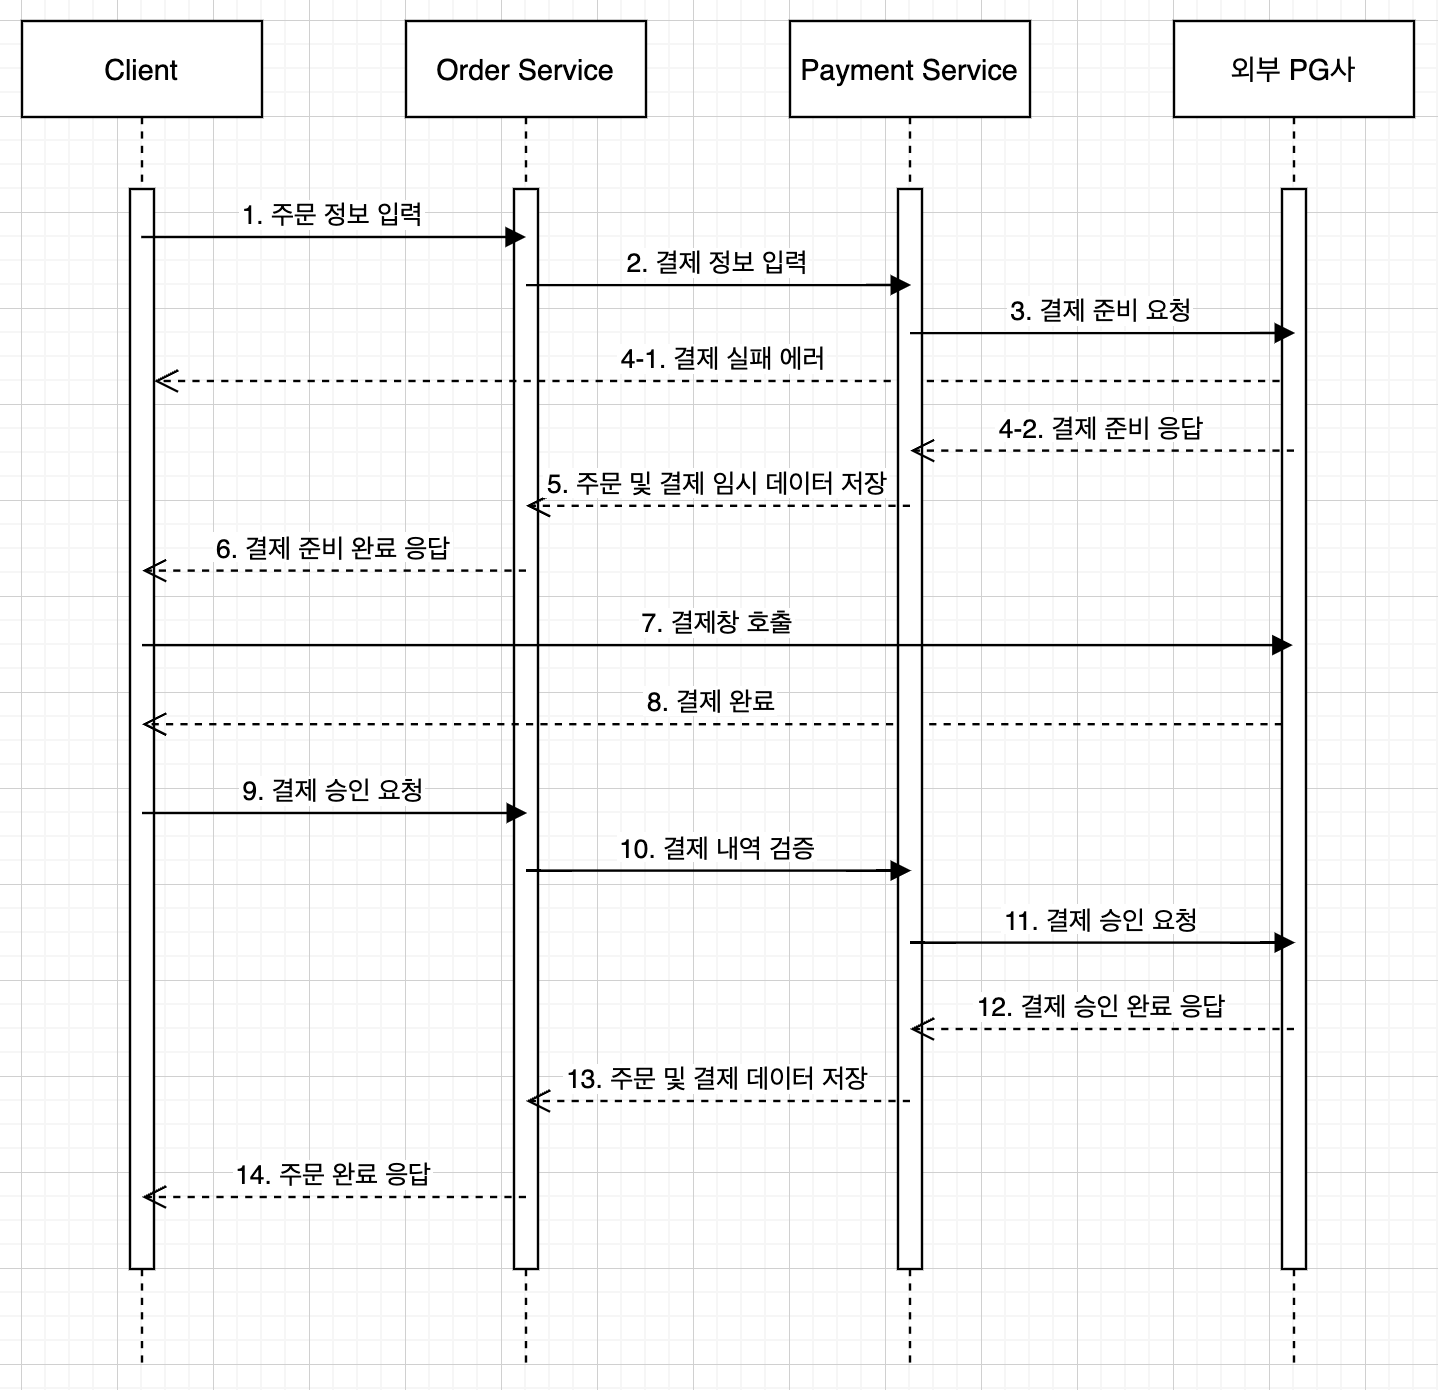 Client
Order Service
Payment Service
외부 PG사
1. 주문 정보 입력
2. 결제 정보 입력
3. 결제 준비 요청
4-1. 결제 실패 에러
4-2. 결제 준비 응답
5. 주문 및 결제 임시 데이터 저장
6. 결제 준비 완료 응답
7. 결제창 호출
8. 결제 완료
9. 결제 승인 요청
10. 결제 내역 검증
11. 결제 승인 요청
12. 결제 승인 완료 응답
13. 주문 및 결제 데이터 저장
14. 주문 완료 응답